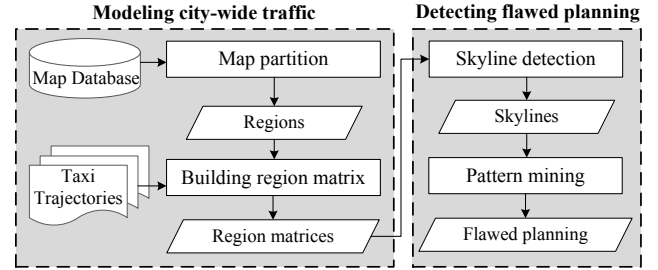 Modeling city-wide traffic
Map Database
Map partition
Regions
Taxi
Trajectories
Building region matrix
Region matrices
Detecting flawed planning
Skyline detection
Skylines
Pattern mining
Flawed planning